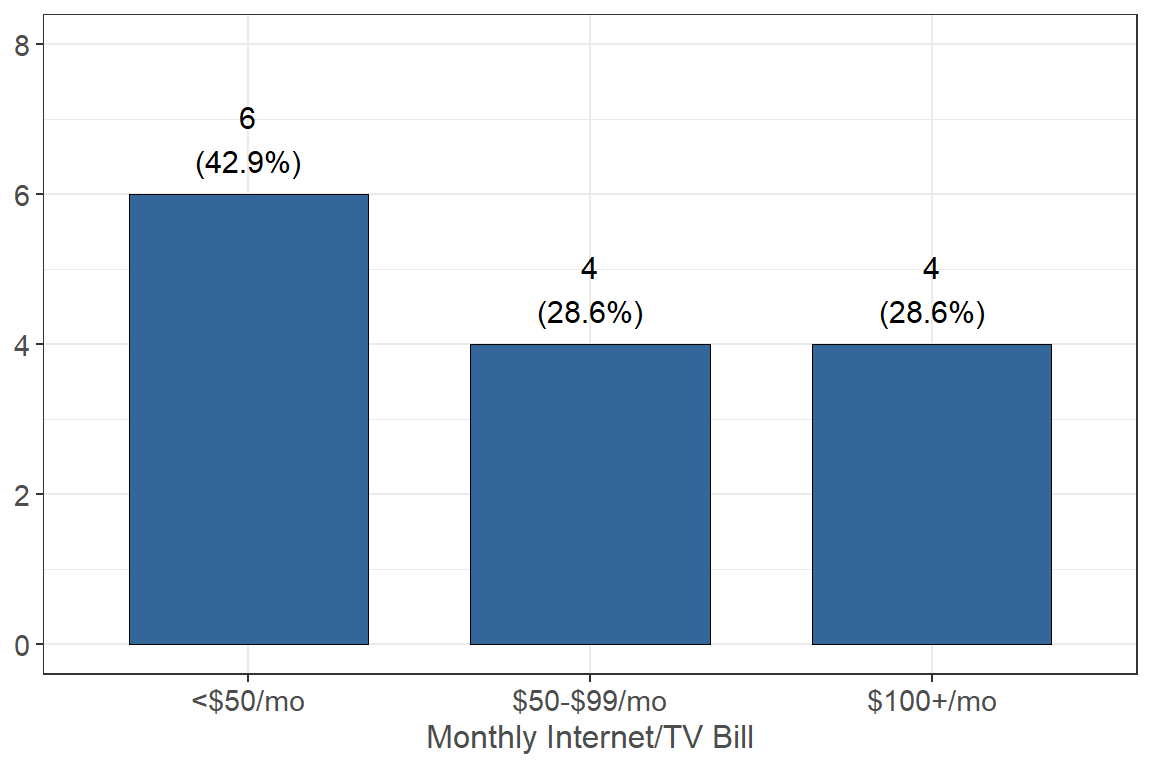 8
6
(42.9%)
6
4
(28.6%)
4
(28.6%)
4
2
0
<$50/mo
$50-$99/mo
$100+/mo
Monthly Internet/TV Bill